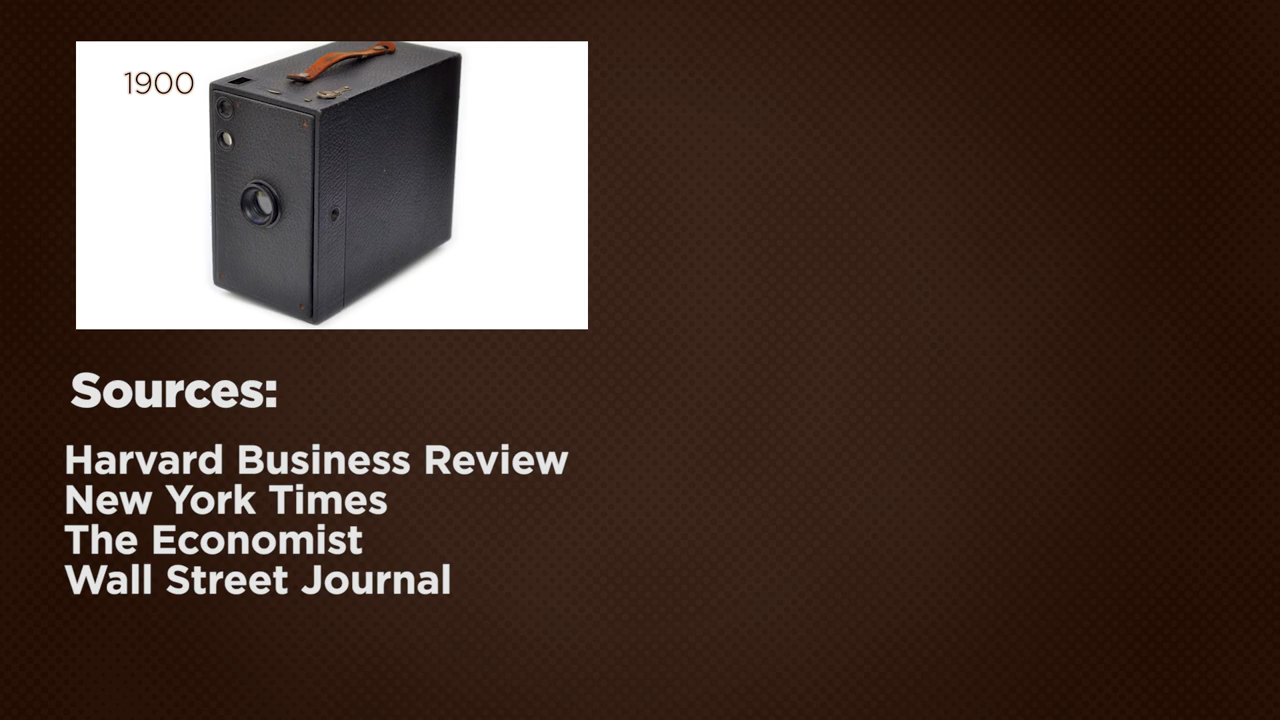 1900
Sources:
Harvard Business Review
New York Times
The Economist
Wall Street Journal